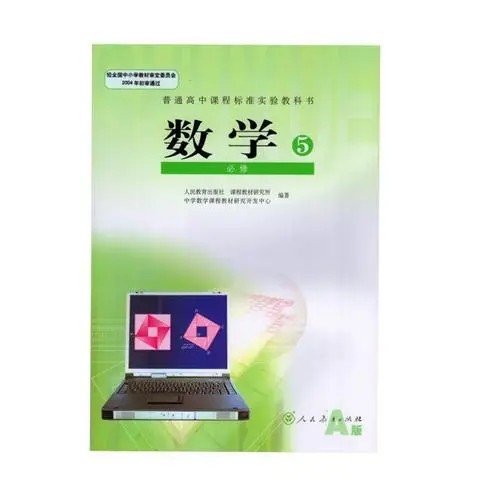 经全国中小学教材审定委员会
2004年初审通过
普通高中课程标准实验教科书
数学 5
必修
人民教育出版社 课程教材研究所
中学数学课程教材研究开发中心
编著
人民教育出版社
A版